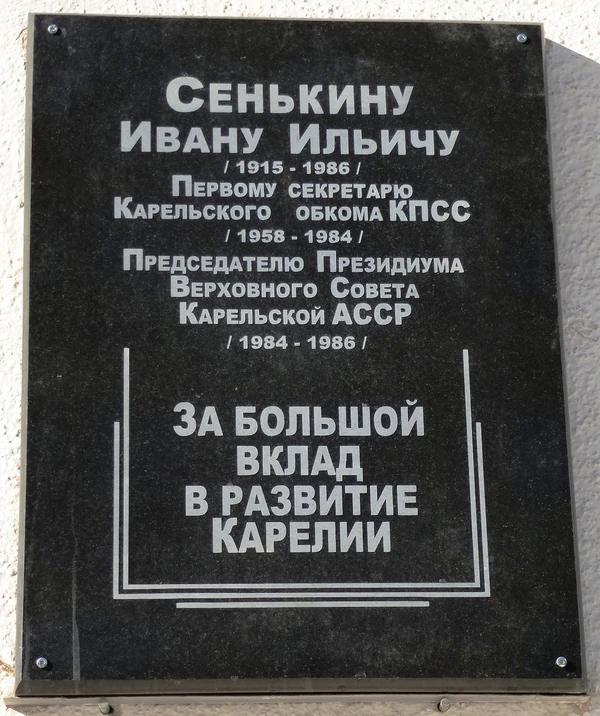 Сенькину
Ивану Ильичу
/ 1915 - 1986 /
Первому секретарю
Карельского обкома КПСС
/ 1958 - 1984 /
Председателю Президиума
Верховного Совета
Карельской АССР
/ 1984 - 1986 /
За большой
вклад
в развитие
Карелии